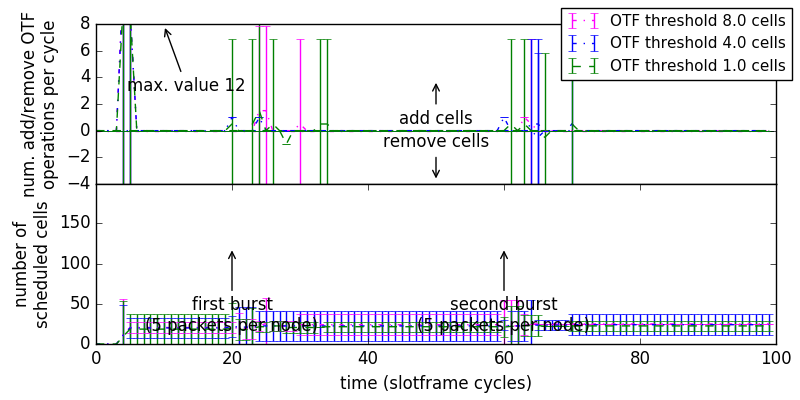 OTF threshold 8.0 cells
OTF threshold 4.0 cells
OTF threshold 1.0 cells
8
6
4
2
0
−2
−4
num. add/remove OTF
operations per cycle
max. value 12
add cells
remove cells
150
100
50
0
number of
scheduled cells
first burst
(5 packets per node)
second burst
(5 packets per node)
0 20 40 60 80 100
time (slotframe cycles)